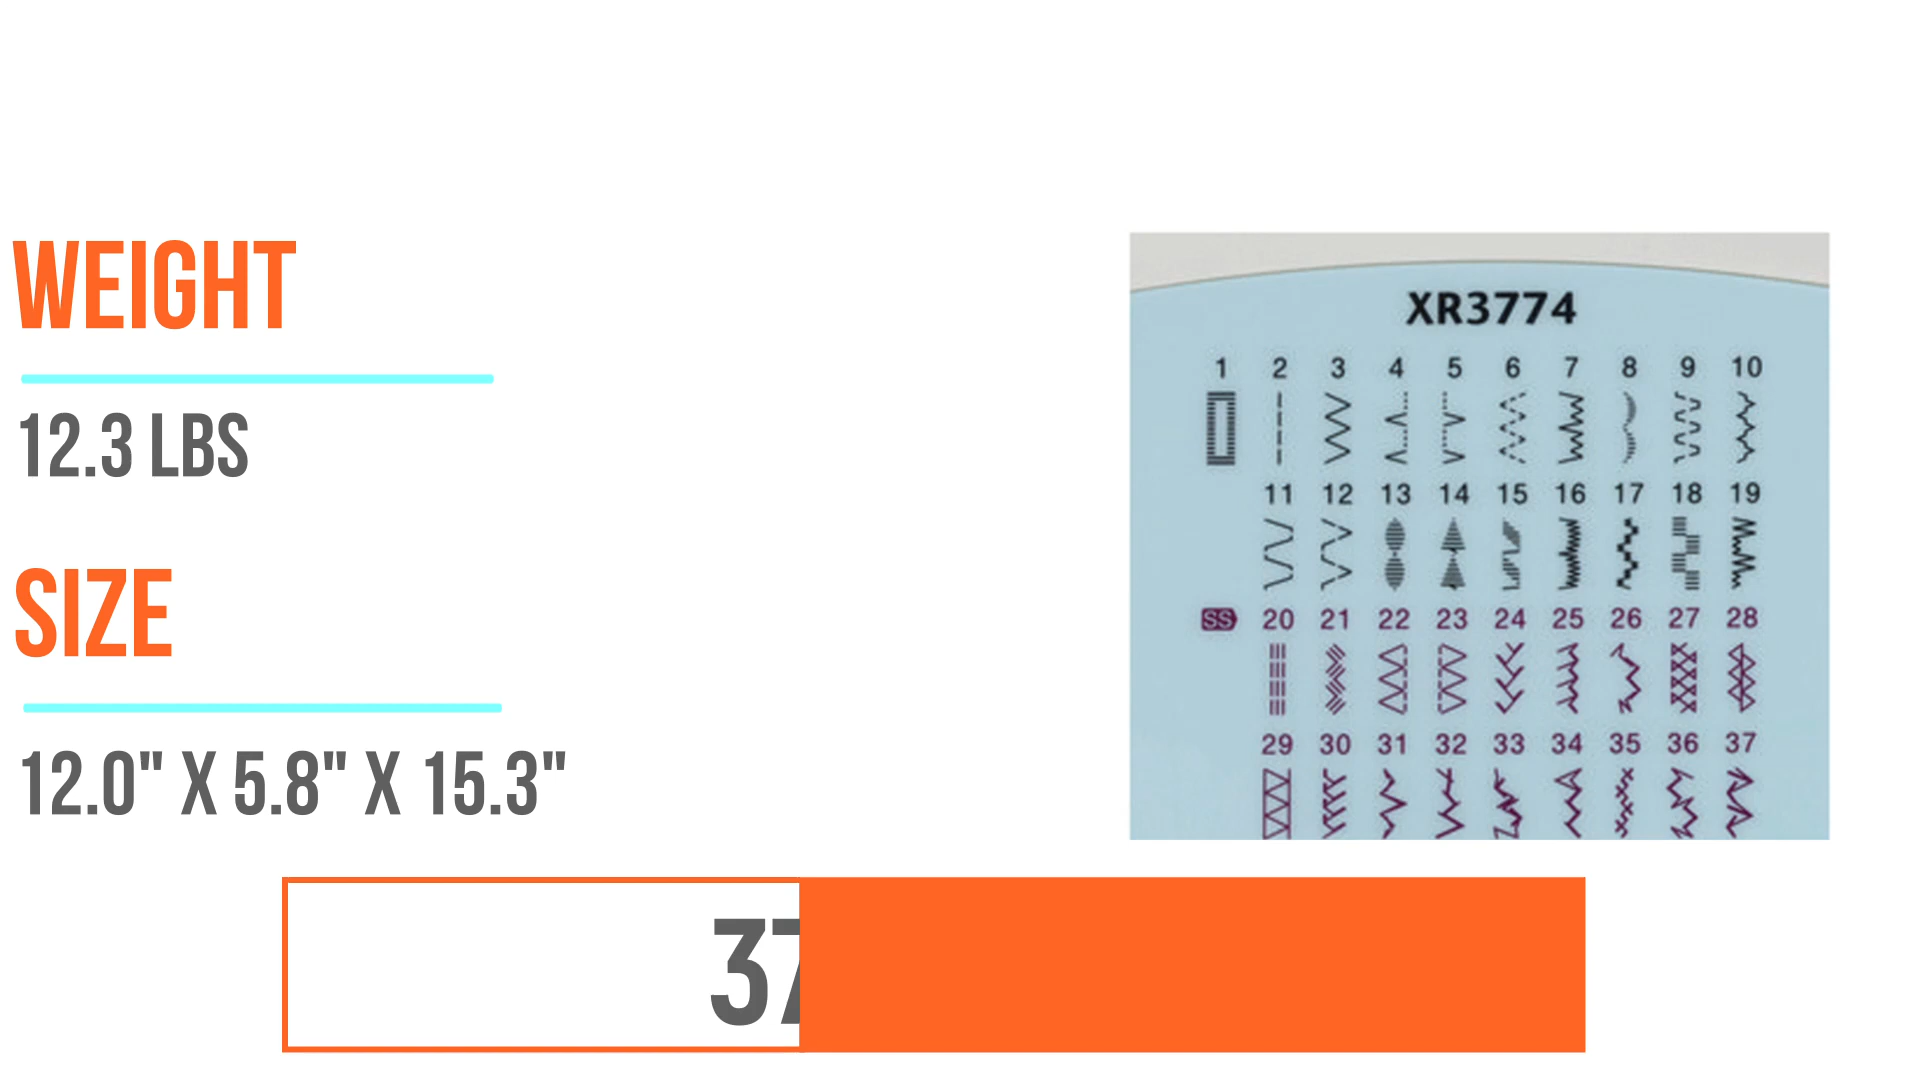 WEIGHT
12.3 LBS
SIZE
12.0" X 5.8" X 15.3"
XR3774
1 2 3 4 5 6 7 8 9 10
11 12 13 14 15 16 17 18 19
SS 20 21 22 23 24 25 26 27 28
29 30 31 32 33 34 35 36 37
37